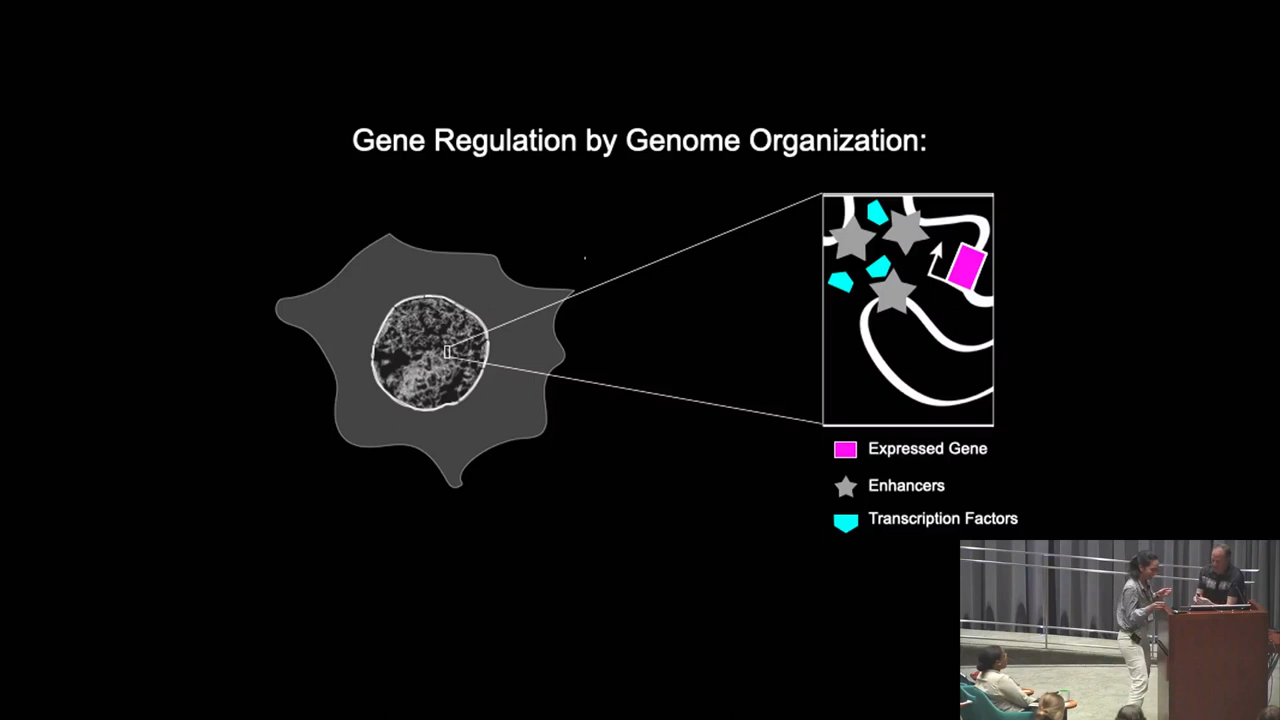 Gene Regulation by Genome Organization:
Expressed Gene
Enhancers
Transcription Factors